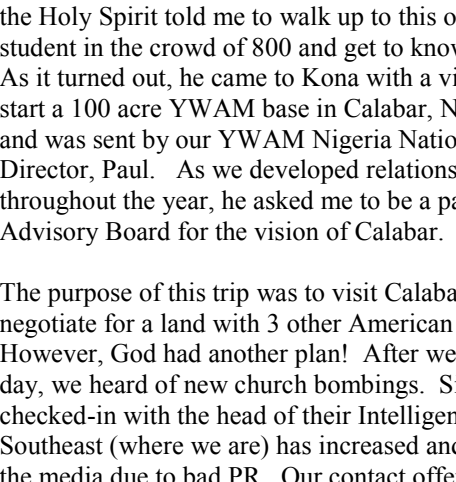 the Holy Spirit told me to walk up to this o
student in the crowd of 800 and get to know
As it turned out, he came to Kona with a vi
start a 100 acre YWAM base in Calabar, N
and was sent by our YWAM Nigeria Natio
Director, Paul.   As we developed relations
throughout the year, he asked me to be a pa
Advisory Board for the vision of Calabar.
The purpose of this trip was to visit Calaba
negotiate for a land with 3 other American
However, God had another plan!  After we
day, we heard of new church bombings.  Si
checked-in with the head of their Intelligen
Southeast (where we are) has increased and
the media due to bad PR.   Our contact offe